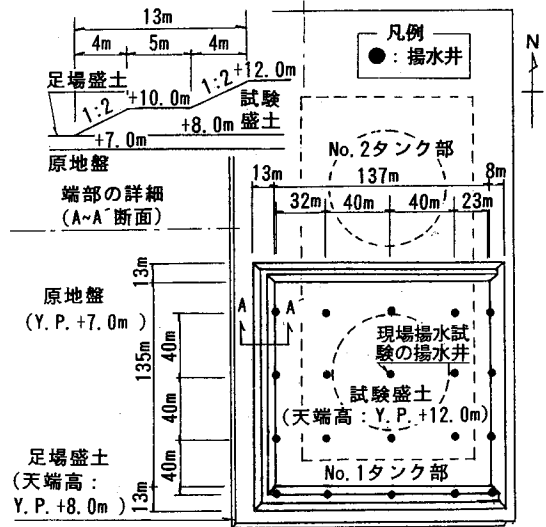 13m
4m
5m
4m
足場盛土
1:2
+10.0m
1:2
+12.0m
試験
盛土
+8.0m
+7.0m
原地盤
端部の詳細
(A~A´断面)
凡例
●：揚水井
N
No.2タンク部
13m
137m
8m
32m
40m
40m
23m
13m
原地盤
(Y.P.+7.0m)
135m
40m
40m
40m
13m
A
A
現場揚水試
験の揚水井
試験盛土
(天端高：Y.P.+12.0m)
No.1タンク部
足場盛土
(天端高：
Y.P.+8.0m)